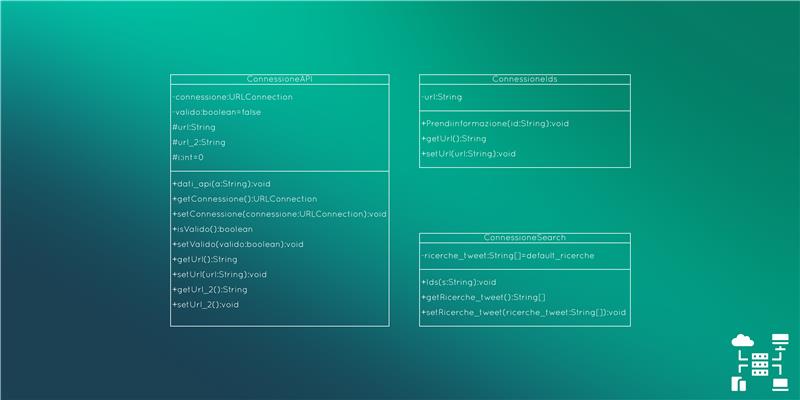 ConnessioneAPI
-connessione:URLConnection
-valido:boolean=false
#url:String
#url_2:String
#i:int=0
+dati_api(a:String):void
+getConnessione():URLConnection
+setConnessione(connessione:URLConnection):void
+isValido():boolean
+setValido(valido:boolean):void
+getUrl():String
+setUrl(url:String):void
+getUrl_2():String
+setUrl_2():void
ConnessioneIds
-url:String
+Prendiinformazione(id:String):void
+getUrl():String
+setUrl(url:String):void
ConnessioneSearch
-ricerche_tweet:String[]=default_ricerche
+Ids(s:String):void
+getRicerche_tweet():String[]
+setRicerche_tweet(ricerche_tweet:String[]):void